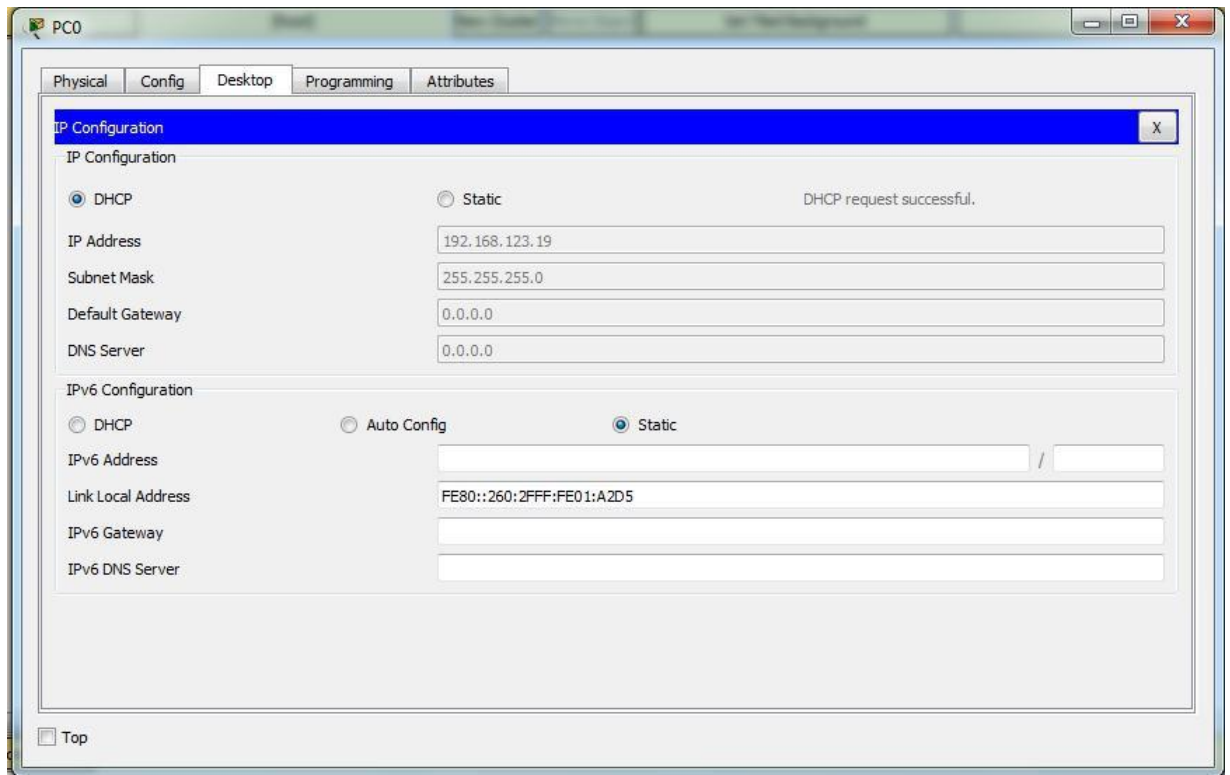 PC0
Physical Config Desktop Programming Attributes
IP Configuration X
IP Configuration
DHCP Static DHCP request successful.
IP Address 192.168.123.19
Subnet Mask 255.255.255.0
Default Gateway 0.0.0.0
DNS Server 0.0.0.0
IPv6 Configuration
DHCP Auto Config Static
IPv6 Address /
Link Local Address FE80::260:2FFF:FE01:A2D5
IPv6 Gateway
IPv6 DNS Server
Top